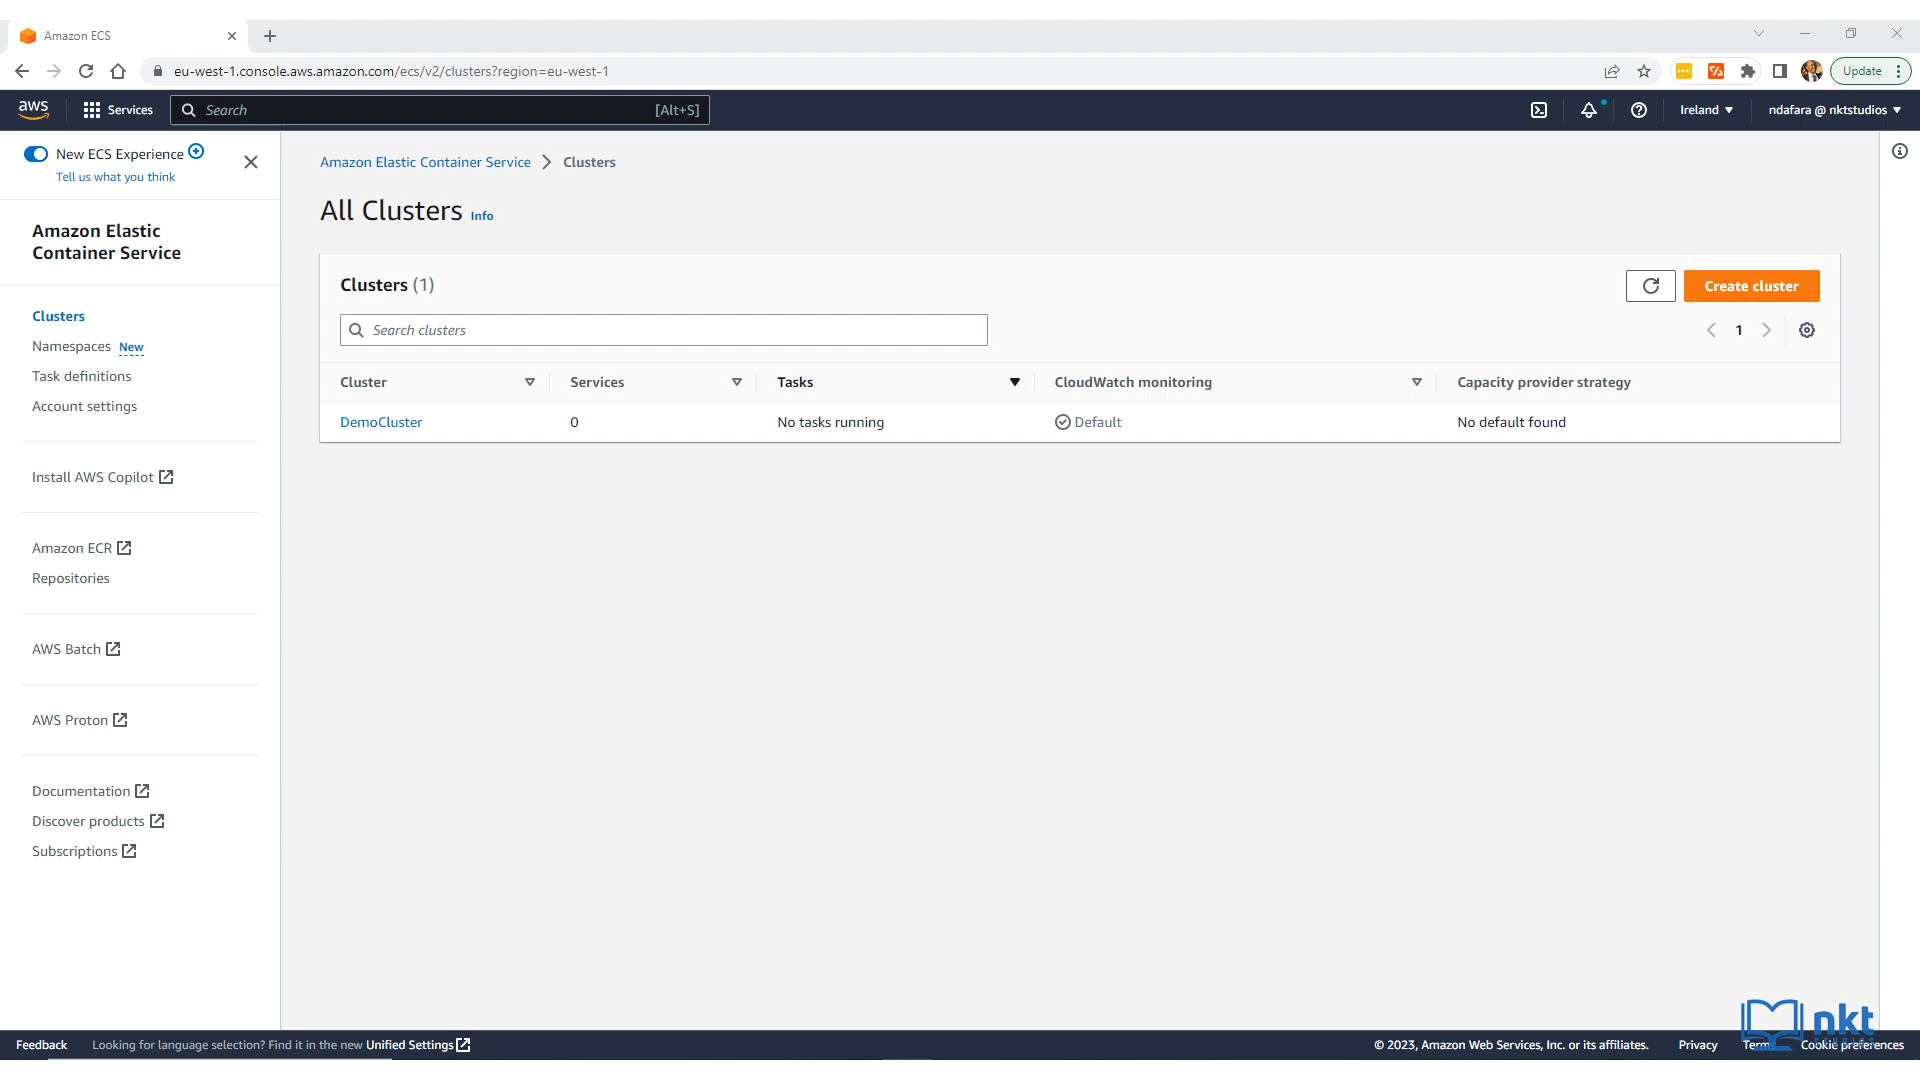 Amazon ECS
eu-west-1.console.aws.amazon.com/ecs/v2/clusters?region=eu-west-1
Update
aws
Services
Search
[Alt+S]
Ireland
ndafara @ nktstudios
New ECS Experience
Tell us what you think
Amazon Elastic
Container Service
Clusters
Namespaces New
Task definitions
Account settings
Install AWS Copilot
Amazon ECR
Repositories
AWS Batch
AWS Proton
Documentation
Discover products
Subscriptions
Amazon Elastic Container Service
Clusters
All Clusters Info
Clusters (1)
Create cluster
Search clusters
1
Cluster Services Tasks CloudWatch monitoring Capacity provider strategy
DemoCluster 0 No tasks running Default No default found
nkt
Feedback
Looking for language selection? Find it in the new Unified Settings
© 2023, Amazon Web Services, Inc. or its affiliates.
Privacy
Cookie preferences